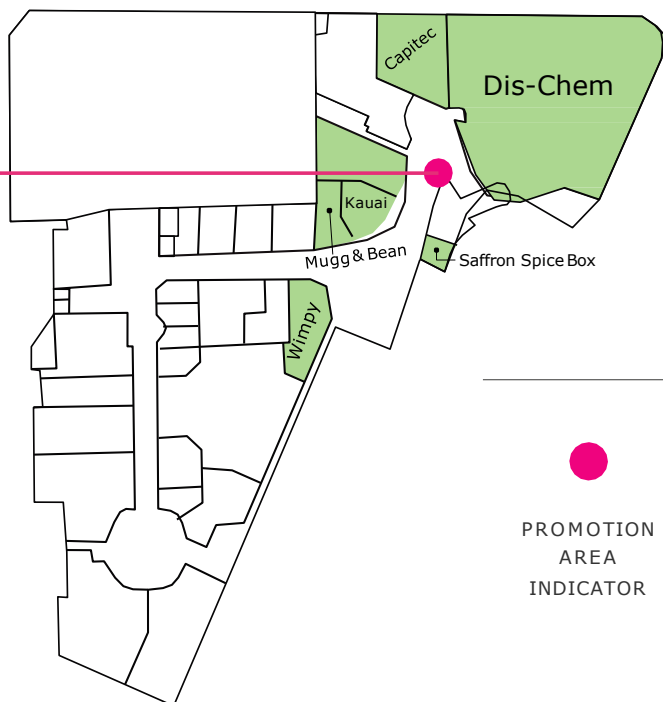 Capitec
Dis-Chem
Kauai
Mugg & Bean
Saffron Spice Box
Wimpy
PROMOTION
AREA
INDICATOR